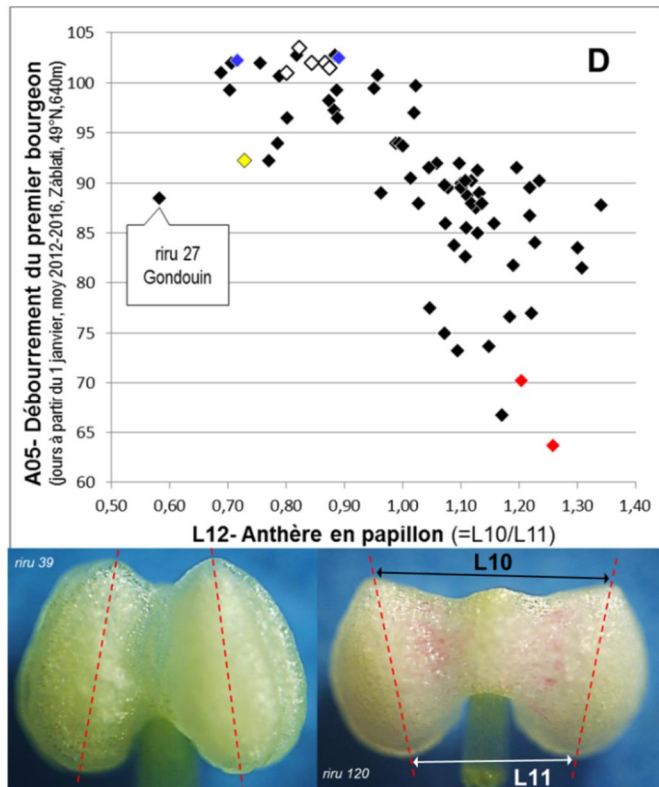 D
A05- Débourrement du premier bourgeon
(jours à partir du 1 janvier, moy 2012-2016, Záblatí, 49°N,640m)
105
100
95
90
85
80
75
70
65
60
riru 27
Gondouin
0,50 0,60 0,70 0,80 0,90 1,00 1,10 1,20 1,30 1,40
L12- Anthère en papillon (=L10/L11)
riru 39
L10
L11
riru 120